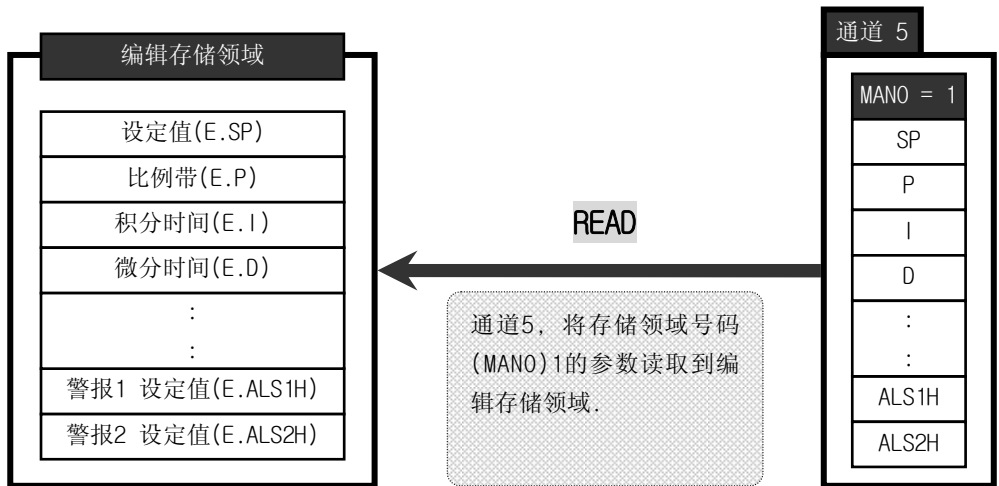 编辑存储领域
设定值(E.SP)
比例带(E.P)
积分时间(E.I)
微分时间(E.D)
:
:
警报1 设定值(E.ALS1H)
警报2 设定值(E.ALS2H)
READ
通道5, 将存储领域号码
(MANO)1的参数读取到编
辑存储领域.
通道 5
MANO = 1
SP
P
I
D
:
:
ALS1H
ALS2H